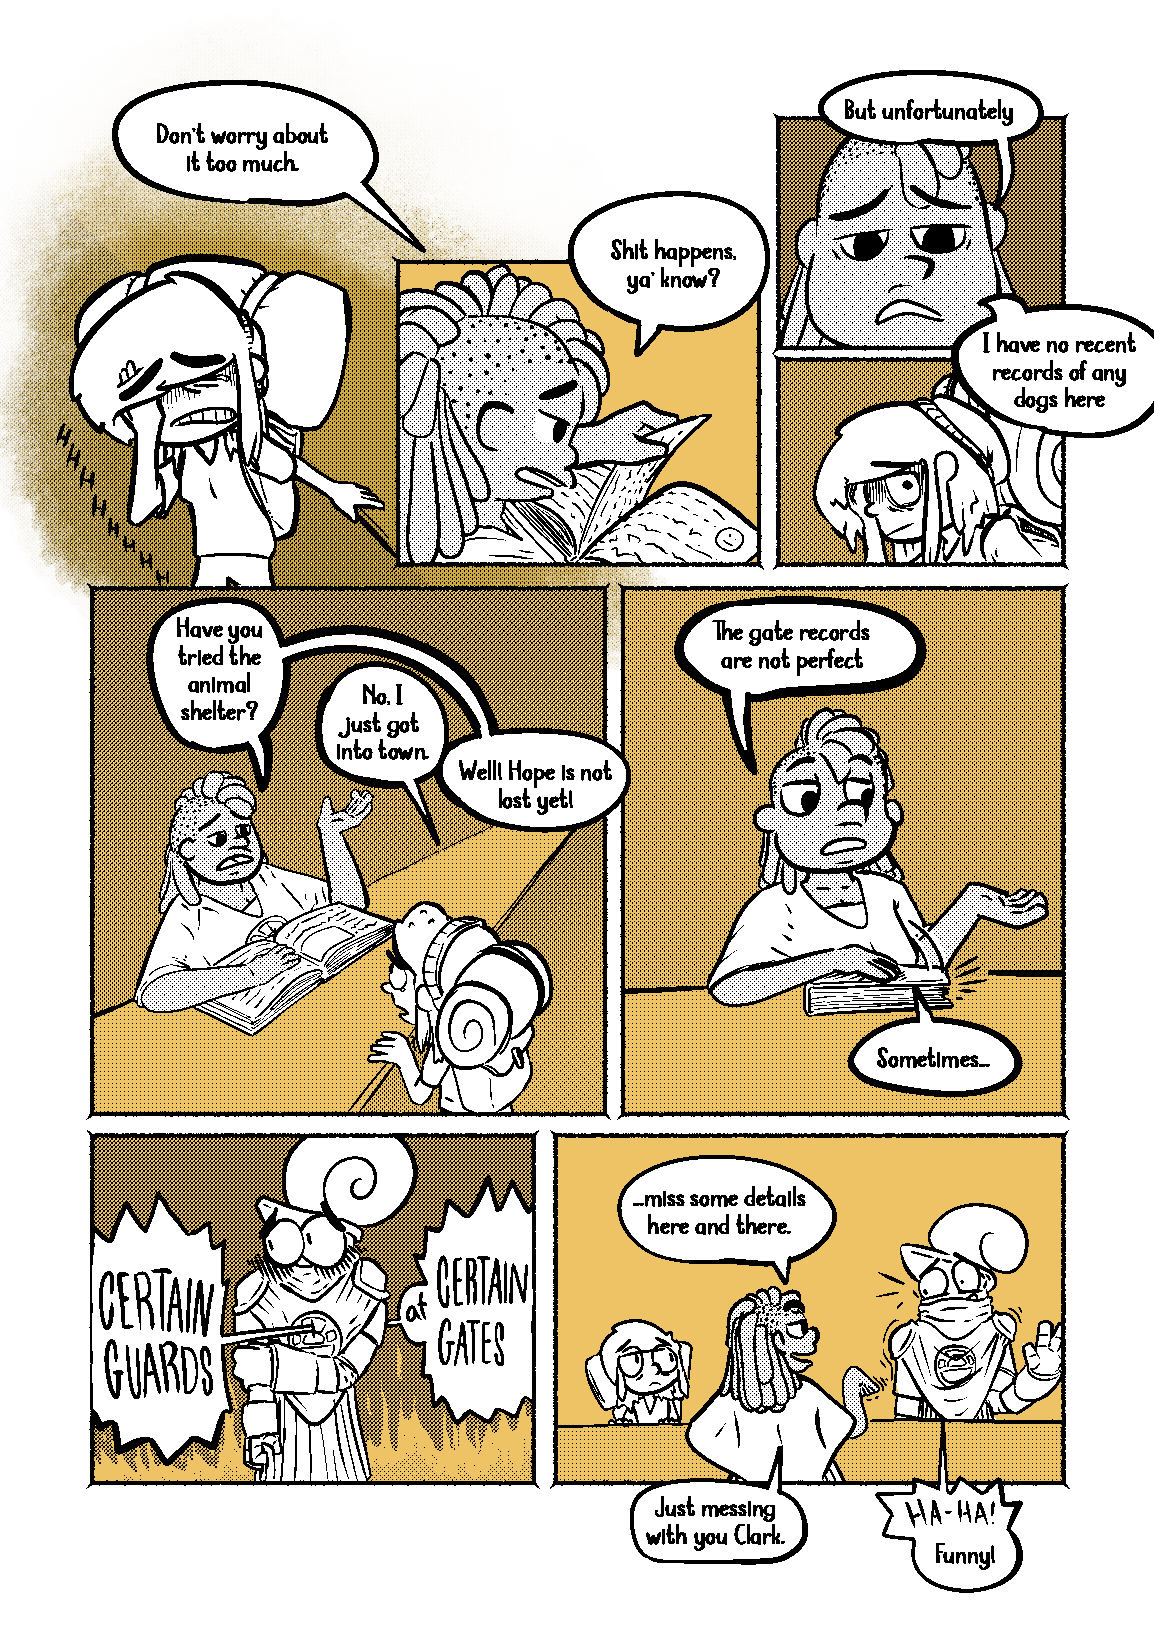 Don't worry about
it too much.
Shit happens,
ya' know?
But unfortunately
I have no recent
records of any
dogs here
HHHHHHHHH
Have you
tried the
animal
shelter?
No, I
just got
into town.
Well! Hope is not
lost yet!
The gate records
are not perfect
Sometimes...
CERTAIN
GUARDS
at
CERTAIN
GATES
...miss some details
here and there.
Just messing
with you Clark.
HA-HA!
Funny!